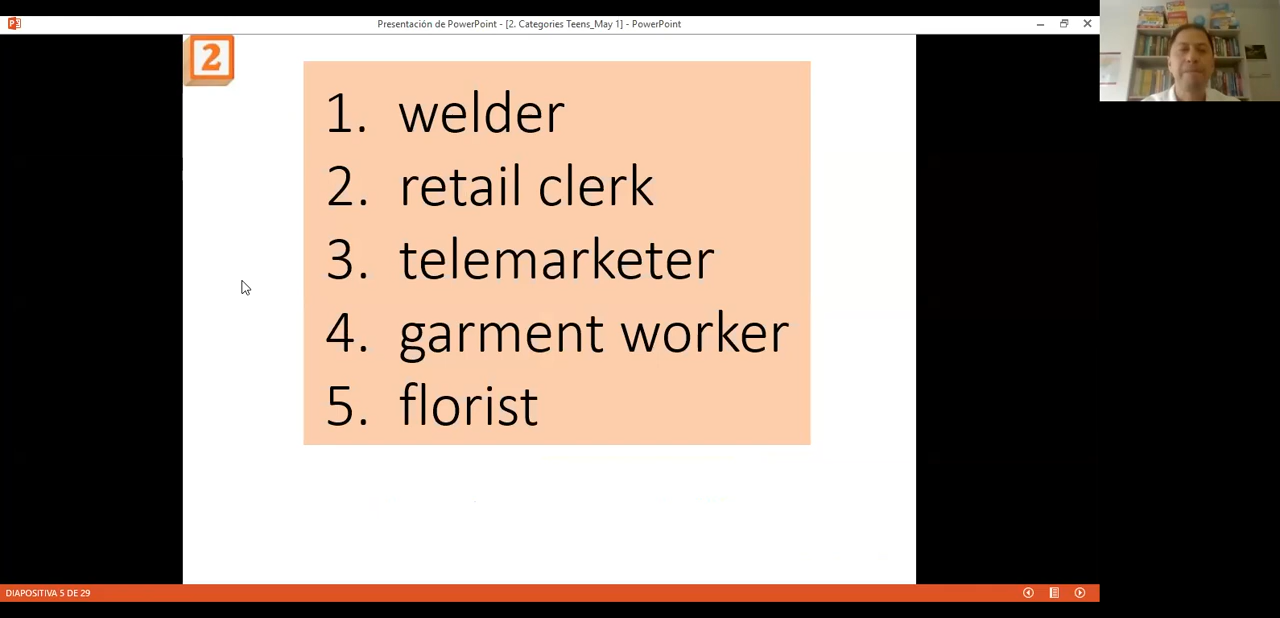 Presentación de PowerPoint - [2. Categories Teens_May 1] - PowerPoint
2
1. welder
2. retail clerk
3. telemarketer
4. garment worker
5. florist
DIAPOSITIVA 5 DE 29